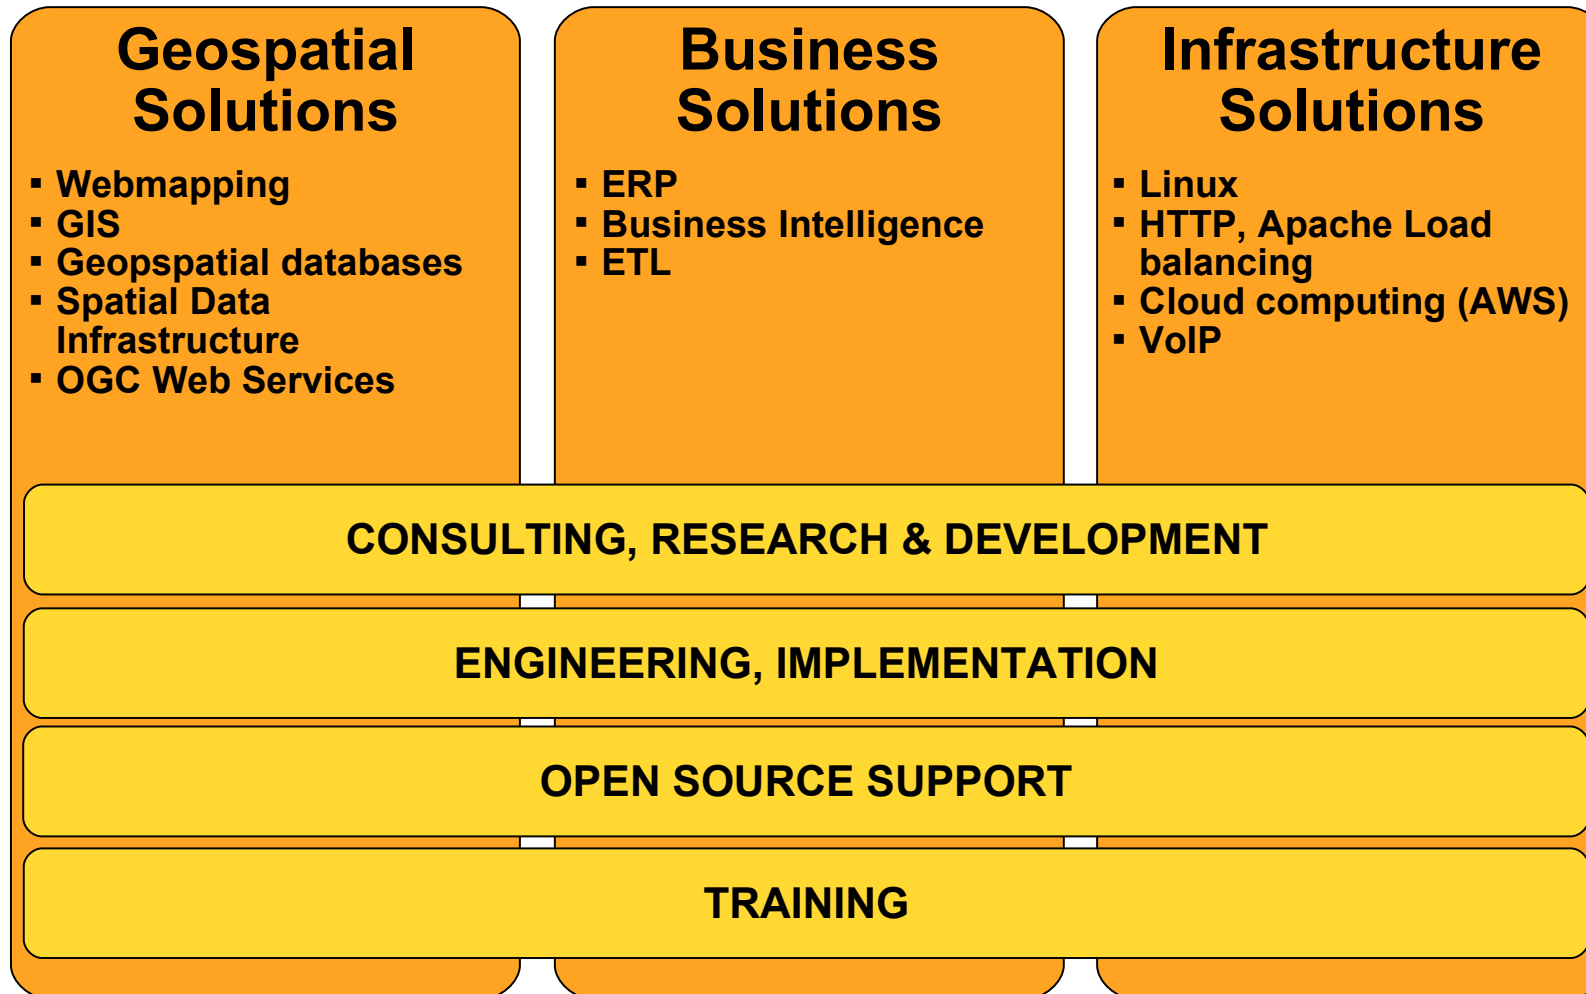 Geospatial
Solutions
▪ Webmapping
▪ GIS
▪ Geopspatial databases
▪ Spatial Data
Infrastructure
▪ OGC Web Services
Business
Solutions
▪ ERP
▪ Business Intelligence
▪ ETL
Infrastructure
Solutions
▪ Linux
▪ HTTP, Apache Load
balancing
▪ Cloud computing (AWS)
▪ VoIP
CONSULTING, RESEARCH & DEVELOPMENT
ENGINEERING, IMPLEMENTATION
OPEN SOURCE SUPPORT
TRAINING